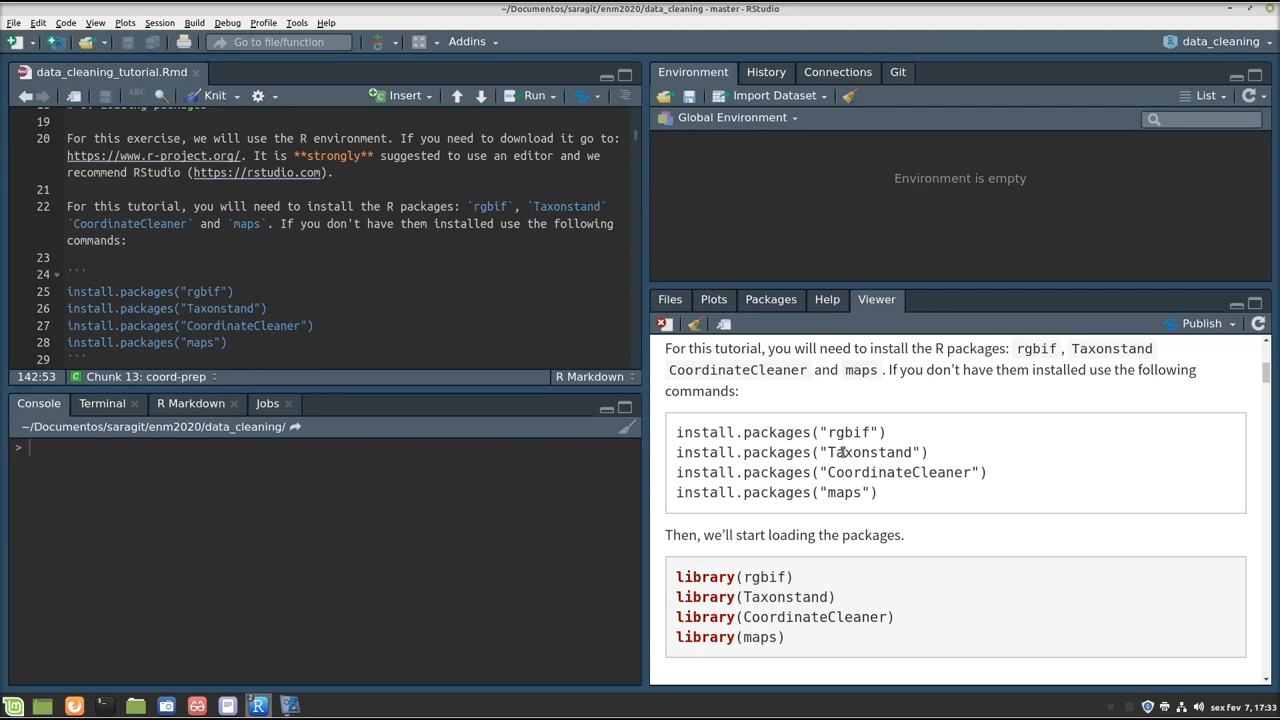 ~/Documentos/saragit/enm2020/data_cleaning - master - RStudio
File Edit Code View Plots Session Build Debug Profile Tools Help
Go to file/function Addins data_cleaning
data_cleaning_tutorial.Rmd
Knit Insert Run
19
20 For this exercise, we will use the R environment. If you need to download it go to:
https://www.r-project.org/. It is **strongly** suggested to use an editor and we
recommend RStudio (https://rstudio.com).
21
22 For this tutorial, you will need to install the R packages: `rgbif`, `Taxonstand`
`CoordinateCleaner` and `maps`. If you don't have them installed use the following
commands:
23
24 ```
25 install.packages("rgbif")
26 install.packages("Taxonstand")
27 install.packages("CoordinateCleaner")
28 install.packages("maps")
29 ```
142:53 Chunk 13: coord-prep R Markdown
Console Terminal R Markdown Jobs
~/Documentos/saragit/enm2020/data_cleaning/
>
Environment History Connections Git
Import Dataset List
Global Environment
Environment is empty
Files Plots Packages Help Viewer
Publish
For this tutorial, you will need to install the R packages: rgbif, Taxonstand
CoordinateCleaner and maps. If you don't have them installed use the following
commands:
install.packages("rgbif")
install.packages("Taxonstand")
install.packages("CoordinateCleaner")
install.packages("maps")
Then, we'll start loading the packages.
library(rgbif)
library(Taxonstand)
library(CoordinateCleaner)
library(maps)
sex fev 7, 17:33